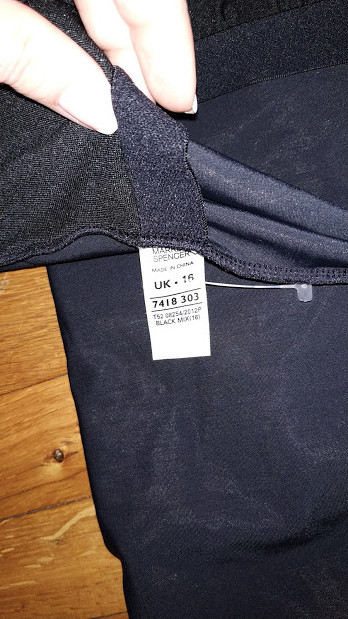 SPENCER
MADE IN CHINA
UK • 16
7418 303
T52 08254/2012P
BLACK MIX(16)